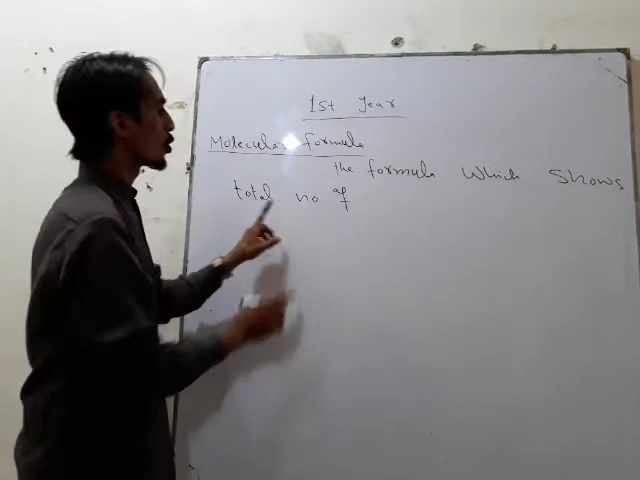 1st Year
Molecular formula
the formula Which Shows
total no of